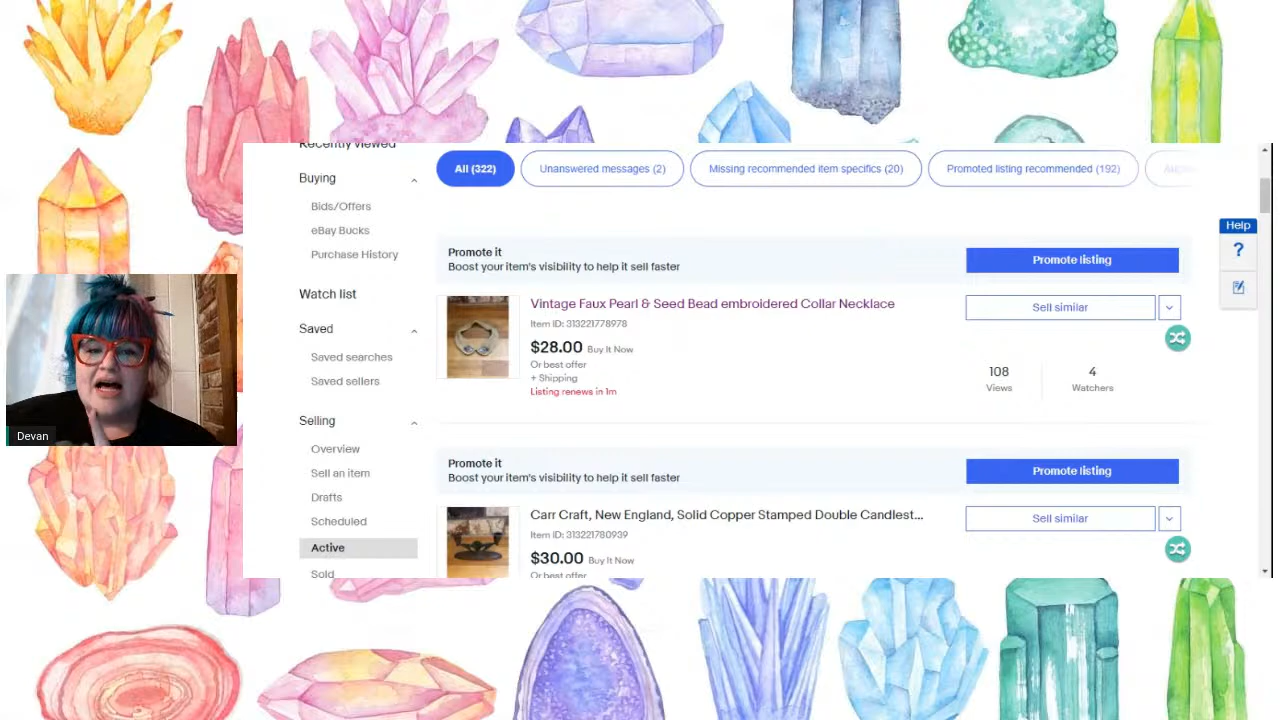 Recently viewed
Buying
Bids/Offers
eBay Bucks
Purchase History
Watch list
Saved
Saved searches
Saved sellers
Selling
Overview
Sell an item
Drafts
Scheduled
Active
Sold
All (322)
Unanswered messages (2)
Missing recommended item specifics (20)
Promoted listing recommended (192)
Promote it
Boost your item's visibility to help it sell faster
Promote listing
Vintage Faux Pearl & Seed Bead embroidered Collar Necklace
Item ID: 313221778978
$28.00 Buy It Now
Or best offer
+ Shipping
Listing renews in 1m
Sell similar
108
Views
4
Watchers
Promote it
Boost your item's visibility to help it sell faster
Promote listing
Carr Craft, New England, Solid Copper Stamped Double Candlest...
Item ID: 313221780939
$30.00 Buy It Now
Or best offer
Sell similar
Help
?
Devan